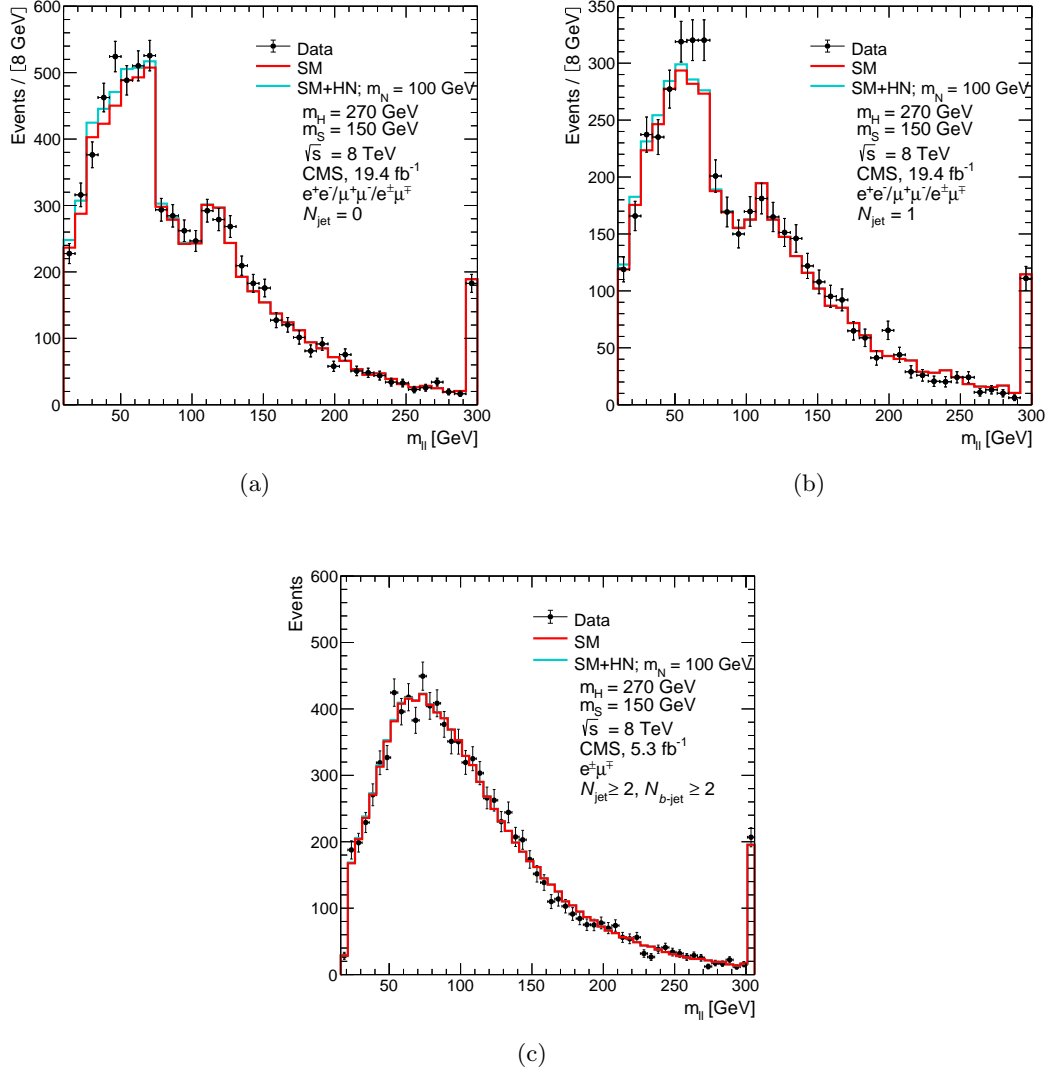 Events / [8 GeV]
600
500
400
300
200
100
0
Data
SM
SM+HN; m_N = 100 GeV
m_H = 270 GeV
m_S = 150 GeV
√s = 8 TeV
CMS, 19.4 fb⁻¹
e⁺e⁻/μ⁺μ⁻/e^±μ^∓
N_jet = 0
50 100 150 200 250 300
m_ll [GeV]
(a)
Events / [8 GeV]
350
300
250
200
150
100
50
0
Data
SM
SM+HN; m_N = 100 GeV
m_H = 270 GeV
m_S = 150 GeV
√s = 8 TeV
CMS, 19.4 fb⁻¹
e⁺e⁻/μ⁺μ⁻/e^±μ^∓
N_jet = 1
50 100 150 200 250 300
m_ll [GeV]
(b)
Events
600
500
400
300
200
100
0
Data
SM
SM+HN; m_N = 100 GeV
m_H = 270 GeV
m_S = 150 GeV
√s = 8 TeV
CMS, 5.3 fb⁻¹
e^±μ^∓
N_jet ≥ 2, N_b-jet ≥ 2
50 100 150 200 250 300
m_ll [GeV]
(c)